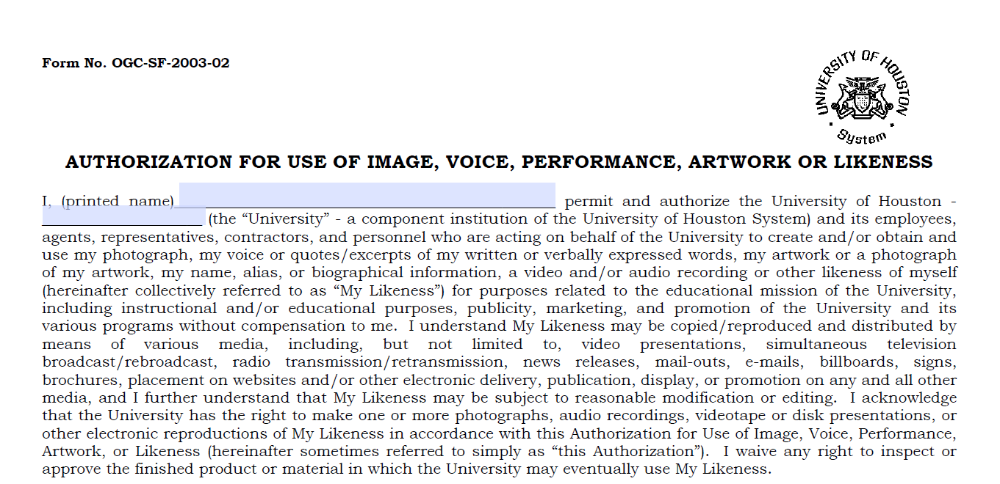 Form No. OGC-SF-2003-02
UNIVERSITY OF HOUSTON
System
AUTHORIZATION FOR USE OF IMAGE, VOICE, PERFORMANCE, ARTWORK OR LIKENESS
I, (printed name) permit and authorize the University of Houston -
(the “University” - a component institution of the University of Houston System) and its employees,
agents, representatives, contractors, and personnel who are acting on behalf of the University to create and/or obtain and
use my photograph, my voice or quotes/excerpts of my written or verbally expressed words, my artwork or a photograph
of my artwork, my name, alias, or biographical information, a video and/or audio recording or other likeness of myself
(hereinafter collectively referred to as “My Likeness”) for purposes related to the educational mission of the University,
including instructional and/or educational purposes, publicity, marketing, and promotion of the University and its
various programs without compensation to me. I understand My Likeness may be copied/reproduced and distributed by
means of various media, including, but not limited to, video presentations, simultaneous television
broadcast/rebroadcast, radio transmission/retransmission, news releases, mail-outs, e-mails, billboards, signs,
brochures, placement on websites and/or other electronic delivery, publication, display, or promotion on any and all other
media, and I further understand that My Likeness may be subject to reasonable modification or editing. I acknowledge
that the University has the right to make one or more photographs, audio recordings, videotape or disk presentations, or
other electronic reproductions of My Likeness in accordance with this Authorization for Use of Image, Voice, Performance,
Artwork, or Likeness (hereinafter sometimes referred to simply as “this Authorization”). I waive any right to inspect or
approve the finished product or material in which the University may eventually use My Likeness.